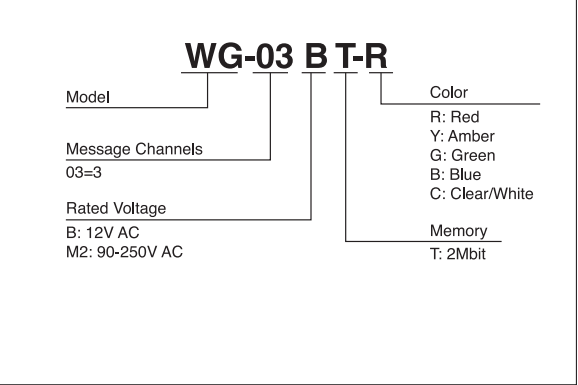 WG-03 B T-R
Model
Message Channels
03=3
Rated Voltage
B: 12V AC
M2: 90-250V AC
Color
R: Red
Y: Amber
G: Green
B: Blue
C: Clear/White
Memory
T: 2Mbit